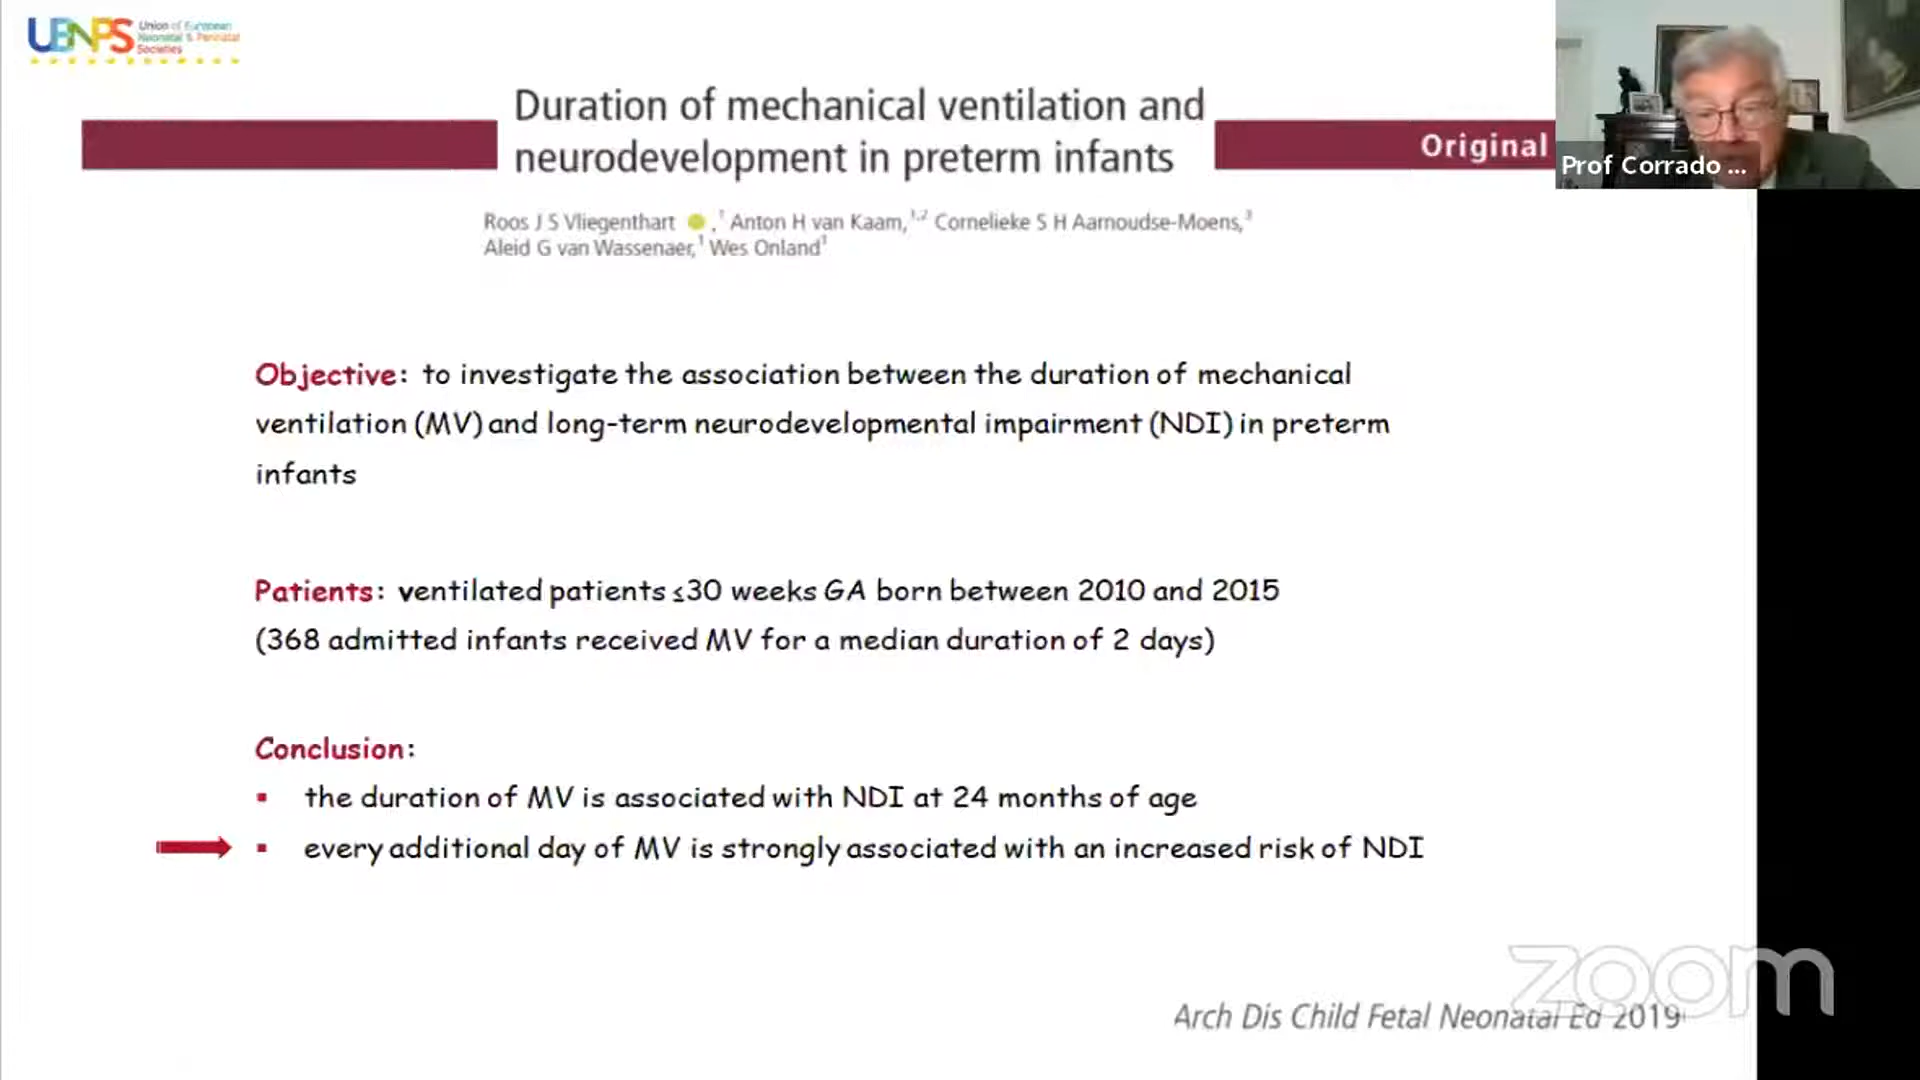 UENPS
Union of European
Neonatal & Perinatal
Societies
Duration of mechanical ventilation and
neurodevelopment in preterm infants
Original
Prof Corrado ...
Roos J S Vliegenthart ,¹ Anton H van Kaam,¹,² Cornelieke S H Aarnoudse-Moens,³
Aleid G van Wassenaer,¹ Wes Onland¹
Objective: to investigate the association between the duration of mechanical
ventilation (MV) and long-term neurodevelopmental impairment (NDI) in preterm
infants
Patients: ventilated patients ≤30 weeks GA born between 2010 and 2015
(368 admitted infants received MV for a median duration of 2 days)
Conclusion:
▪ the duration of MV is associated with NDI at 24 months of age
▪ every additional day of MV is strongly associated with an increased risk of NDI
zoom
Arch Dis Child Fetal Neonatal Ed 2019